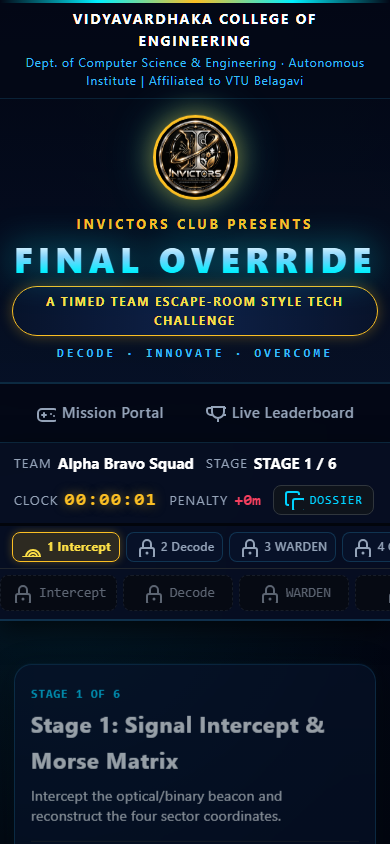 VIDYAVARDHAKA COLLEGE OF
ENGINEERING
Dept. of Computer Science & Engineering · Autonomous
Institute | Affiliated to VTU Belagavi
INVICTORS
INVICTORS CLUB PRESENTS
FINAL OVERRIDE
A TIMED TEAM ESCAPE-ROOM STYLE TECH
CHALLENGE
DECODE · INNOVATE · OVERCOME
Mission Portal Live Leaderboard
TEAM Alpha Bravo Squad STAGE STAGE 1 / 6
CLOCK 00:00:01 PENALTY +0m DOSSIER
1 Intercept 2 Decode 3 WARDEN 4
Intercept Decode WARDEN
STAGE 1 OF 6
Stage 1: Signal Intercept &
Morse Matrix
Intercept the optical/binary beacon and
reconstruct the four sector coordinates.